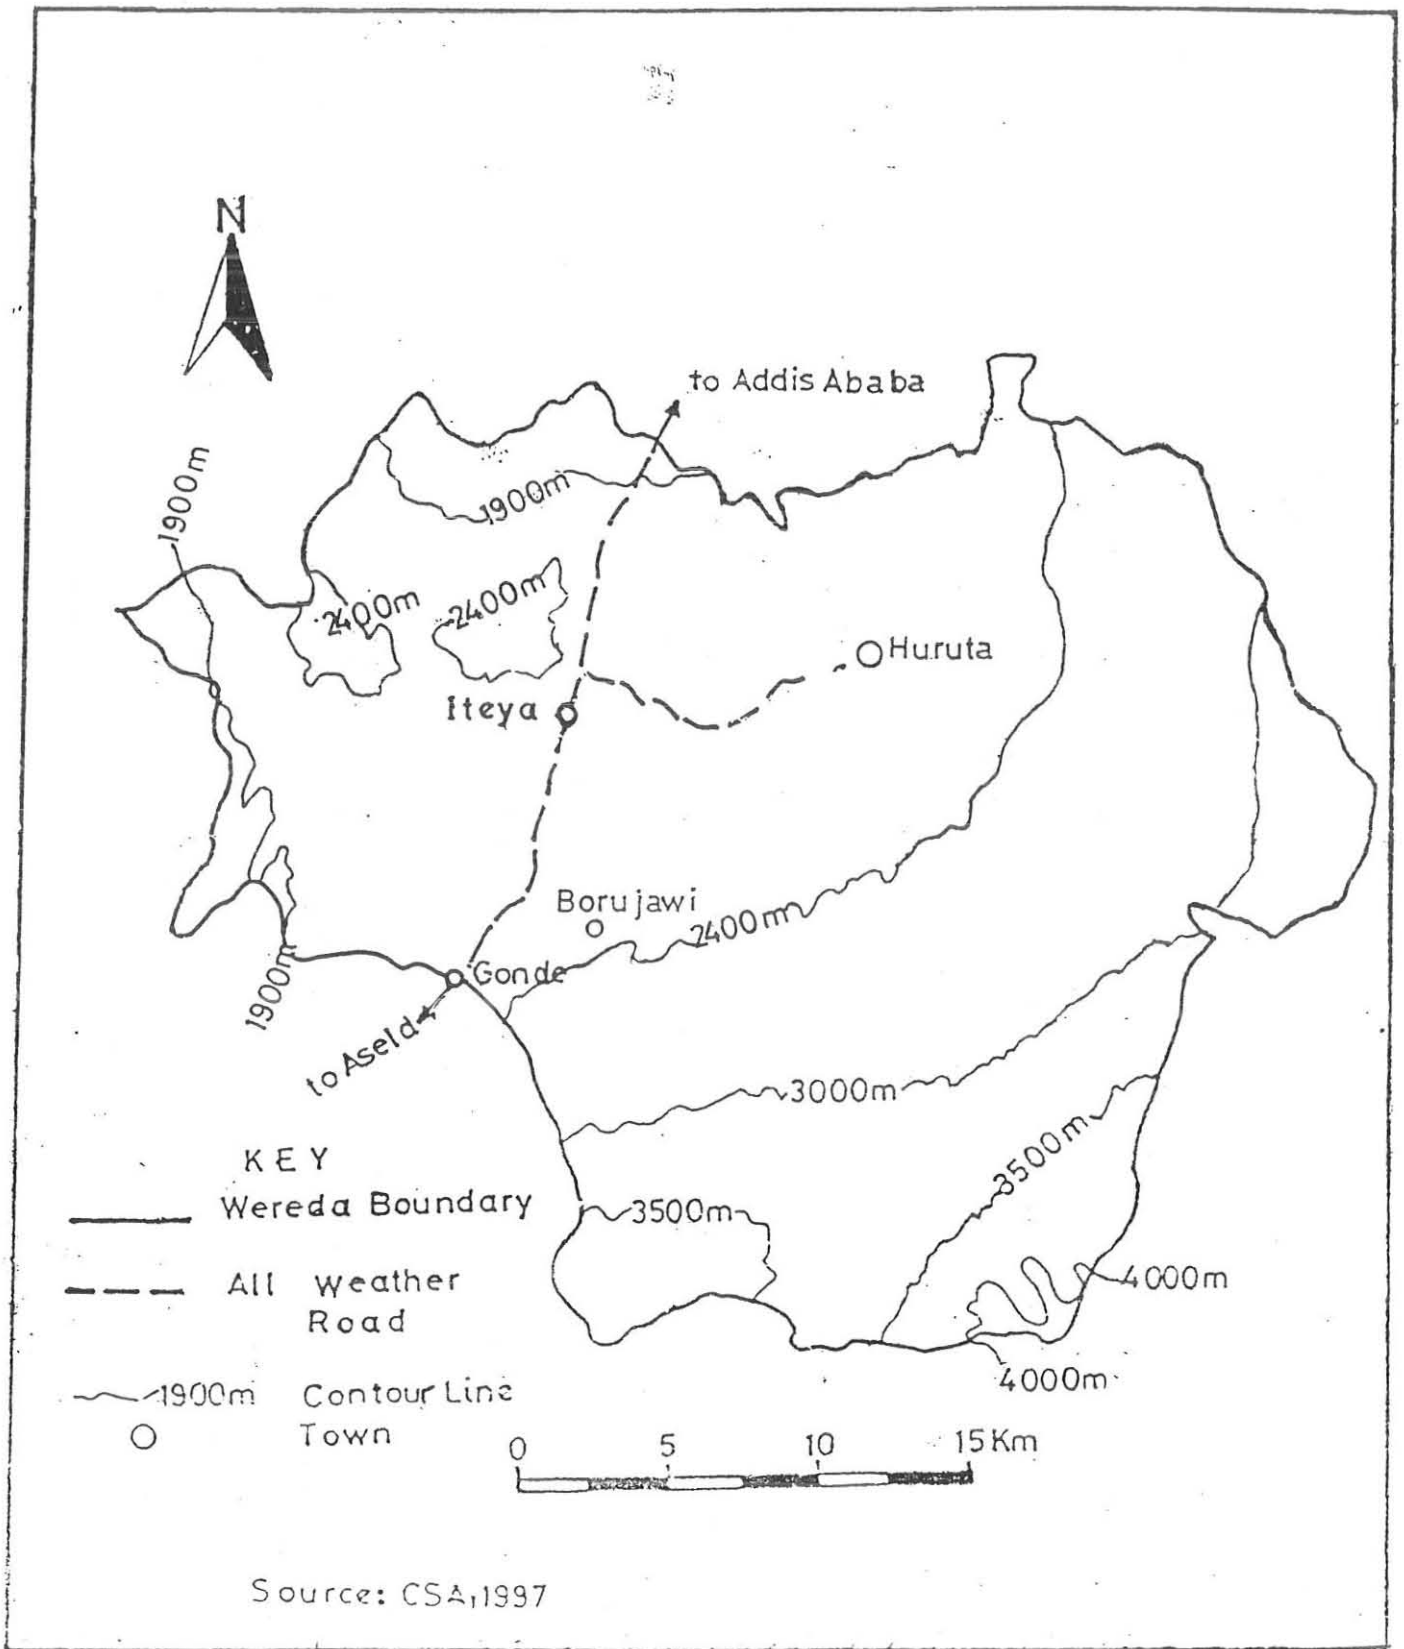 N
to Addis Ababa
1900m
1900m
2400m
2400m
Huruta
Iteya
Borujawi
2400m
Gonde
1900m
to Aseld
3000m
3500m
3500m
4000m
4000m
KEY
Wereda Boundary
All weather
Road
1900m Contour Line
Town
0 5 10 15Km
Source: CSA,1997